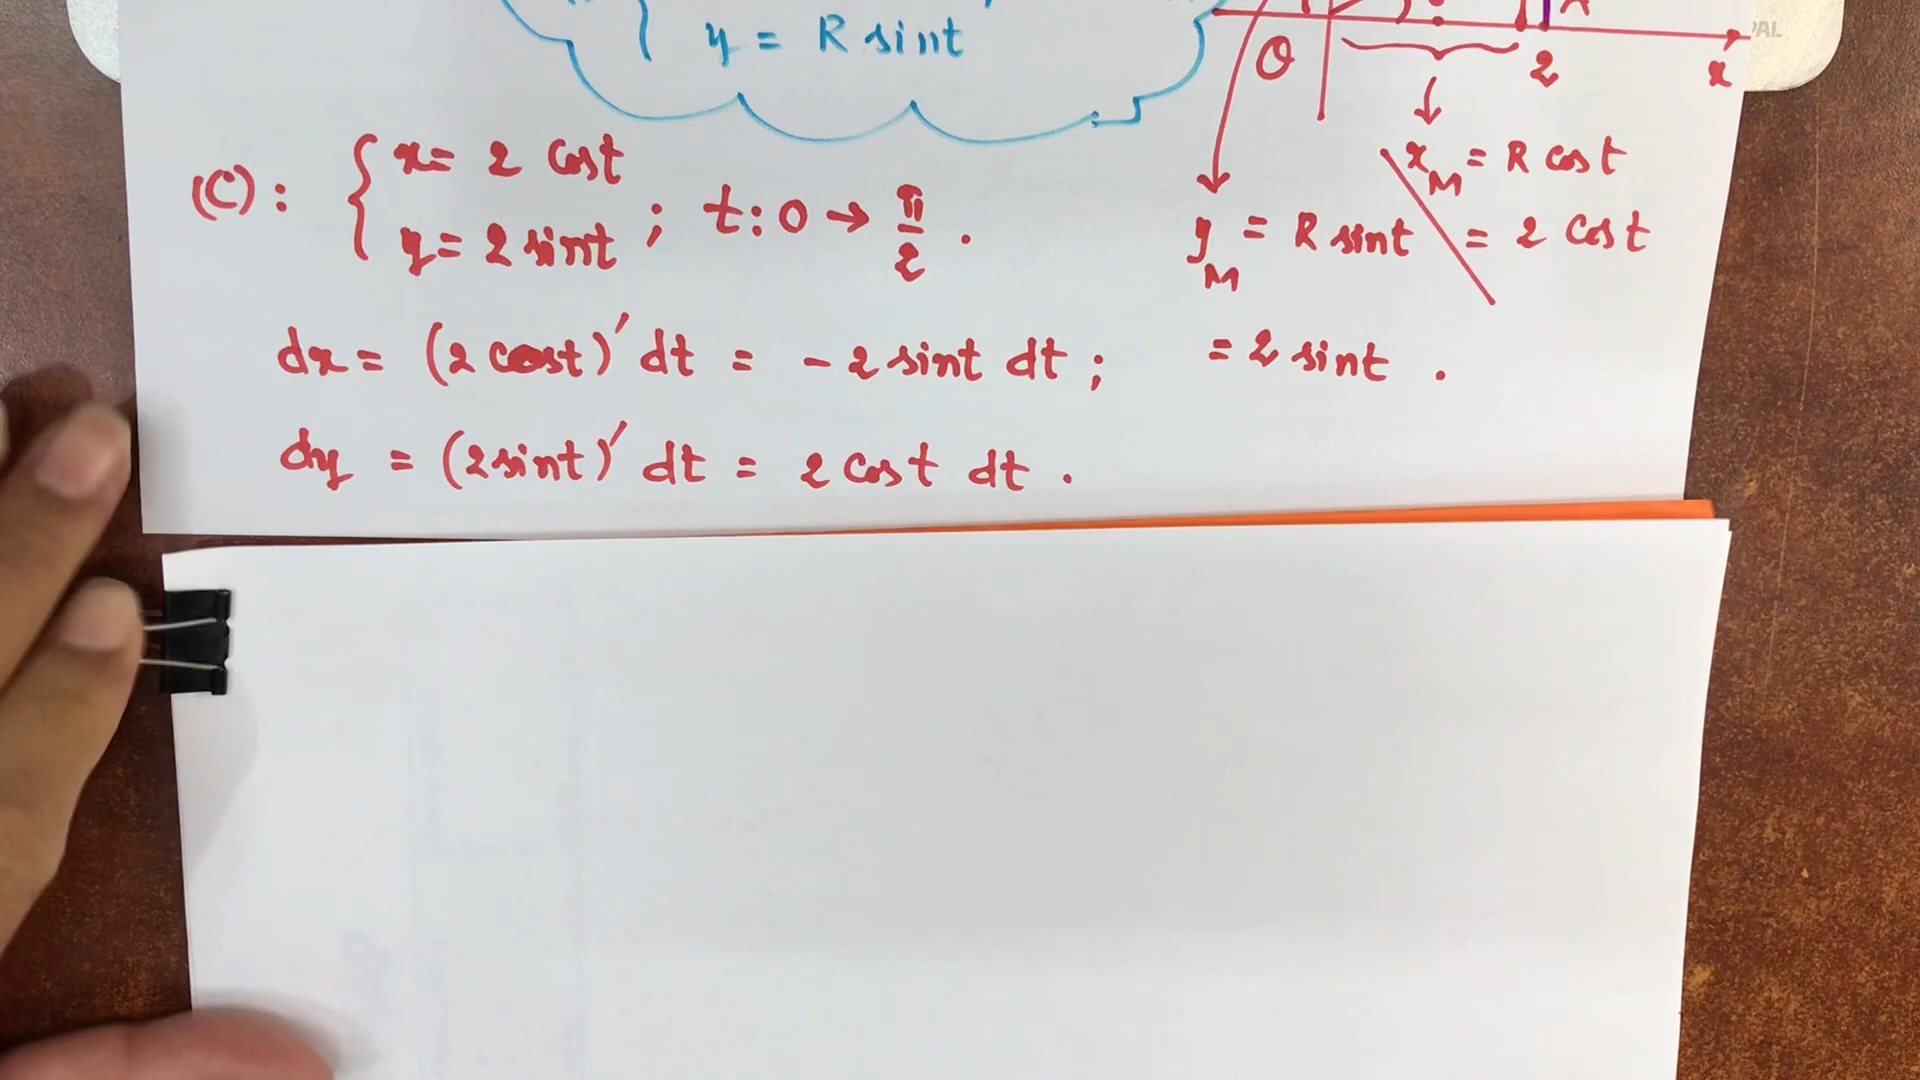 y = R sint
O
2
x
(C): { x = 2 cost
y = 2 sint ; t: 0 → π/2 .
x_M = R cost
= 2 cost
y_M = R sint
= 2 sint .
dx = (2 cost)′ dt = - 2 sint dt ;
dy = (2 sint)′ dt = 2 cost dt .